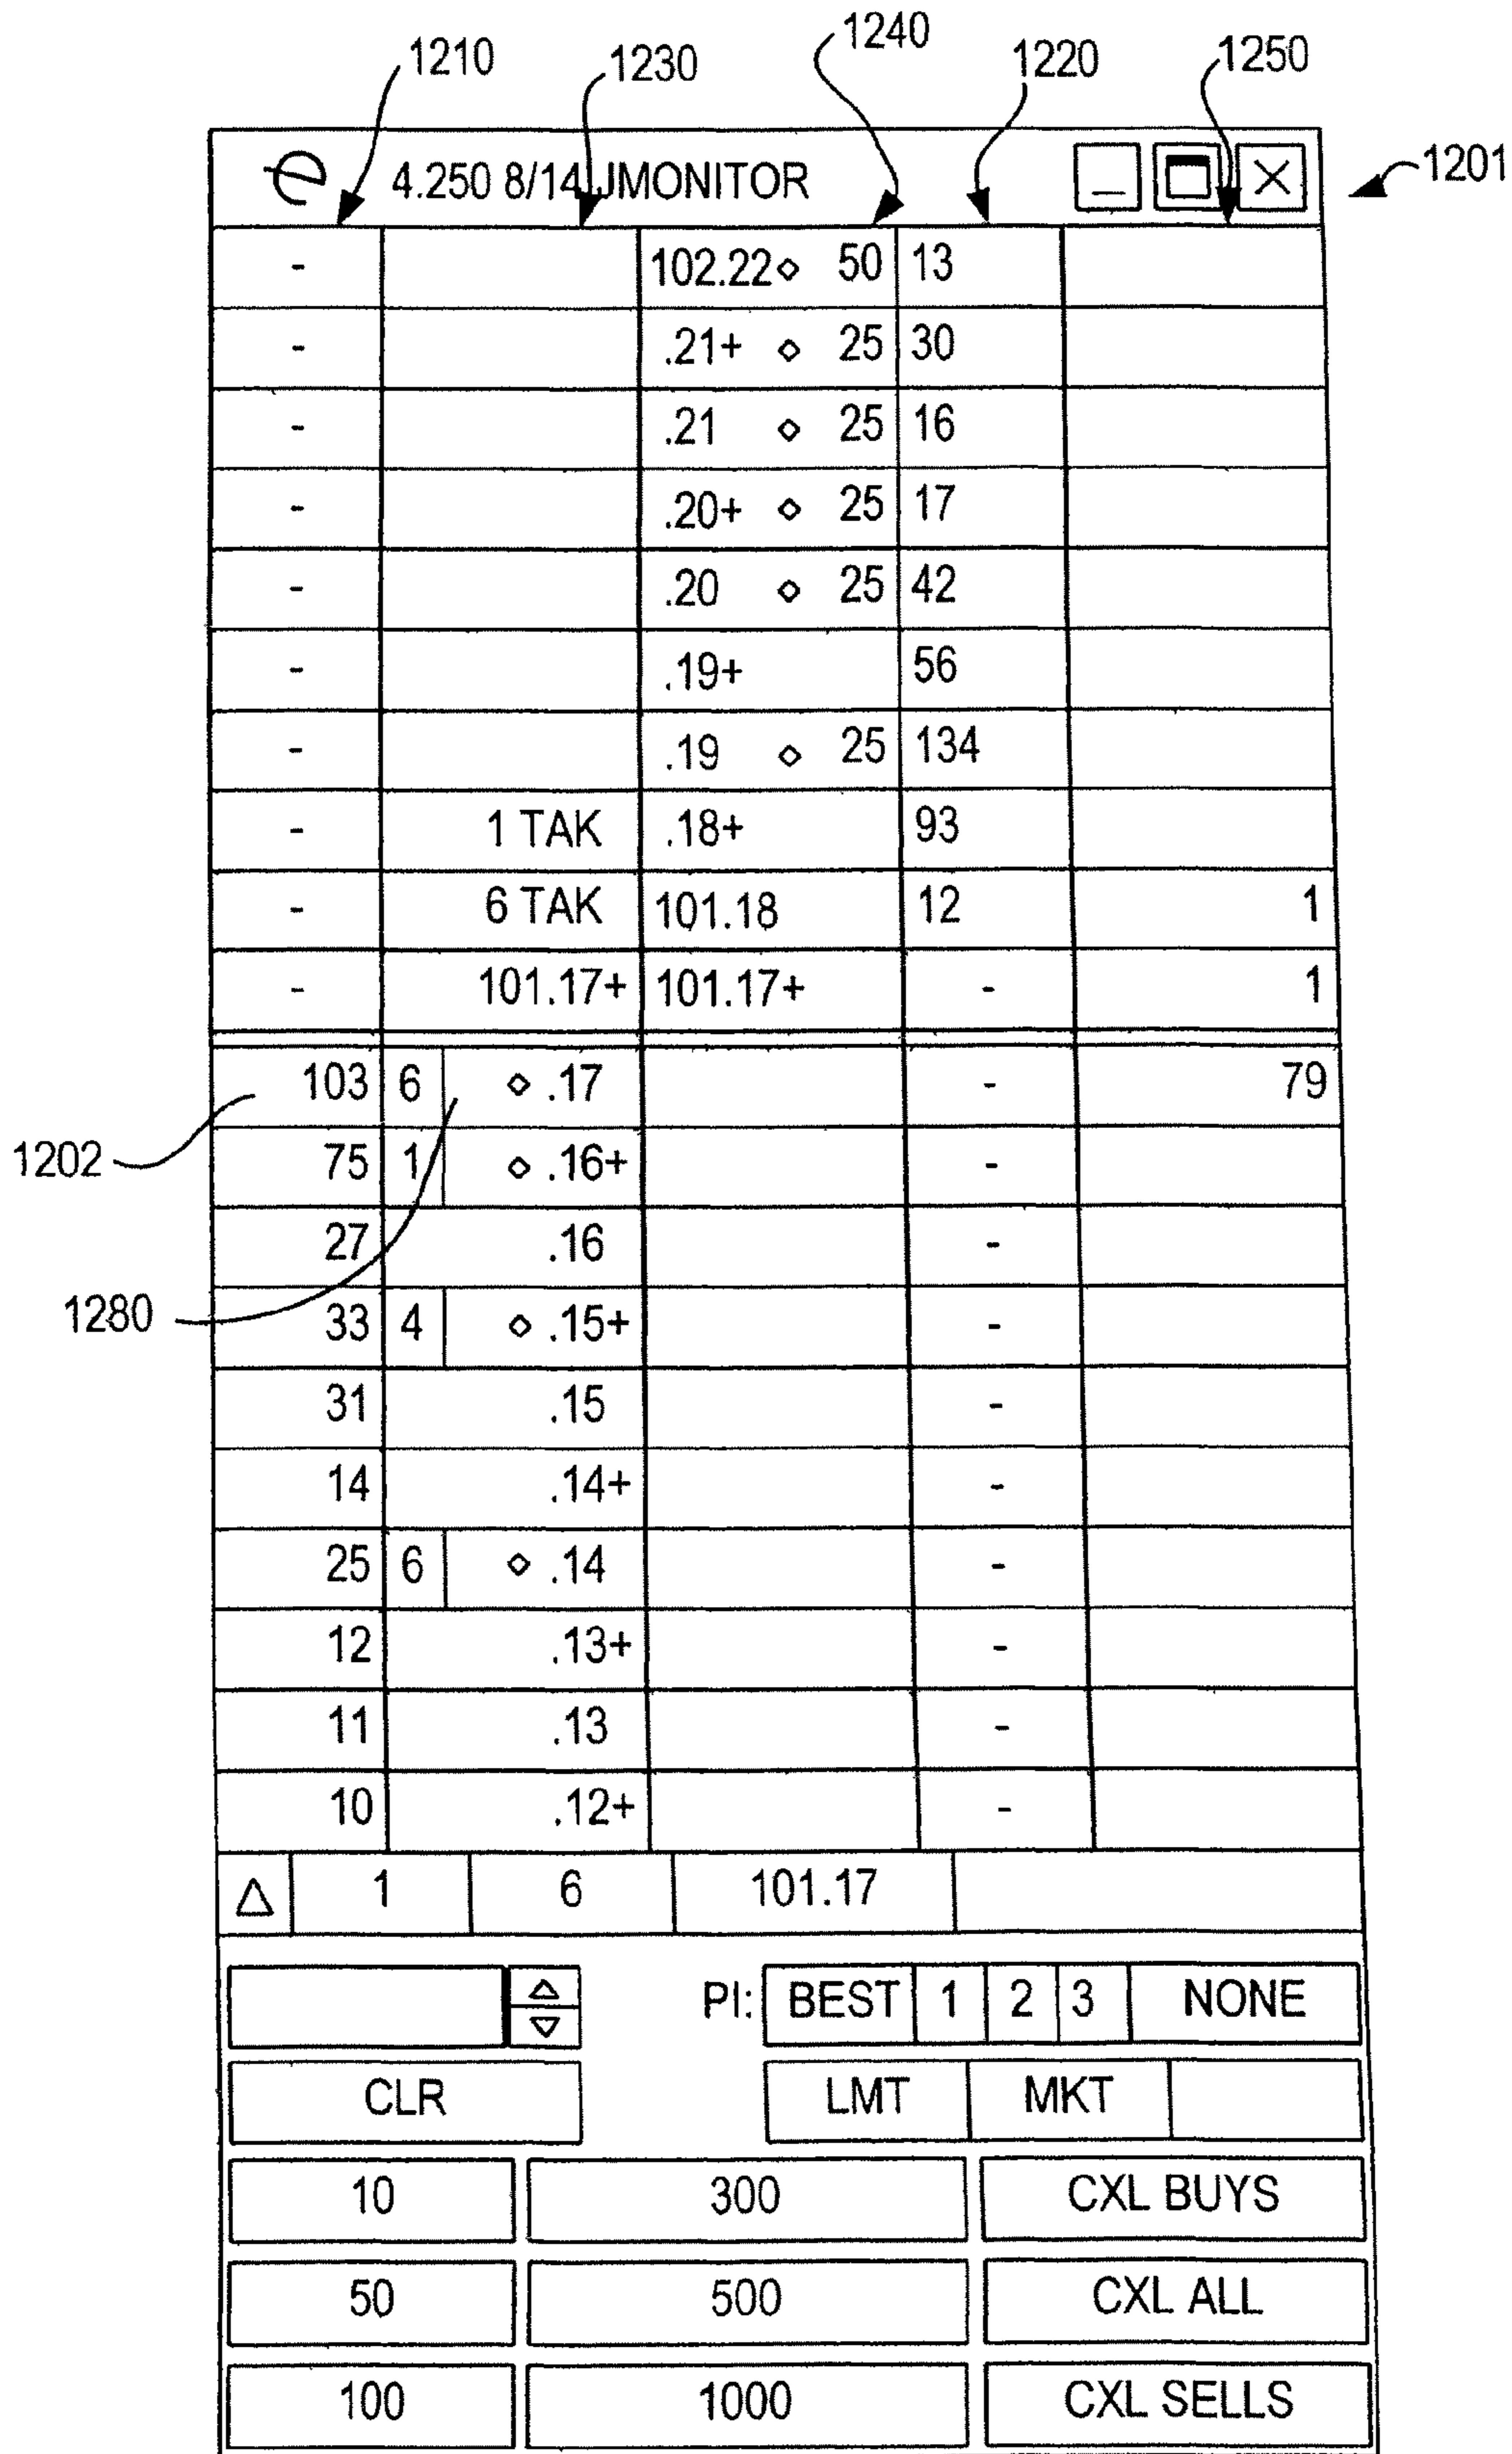 1210 1230 1240 1220 1250
e 4.250 8/14 JMONITOR
1201
- 102.22◇ 50 13
- .21+ ◇ 25 30
- .21 ◇ 25 16
- .20+ ◇ 25 17
- .20 ◇ 25 42
- .19+ 56
- .19 ◇ 25 134
- 1 TAK .18+ 93
- 6 TAK 101.18 12 1
- 101.17+ 101.17+ - 1
103 6 ◇ .17 - 79
1202
75 1 ◇ .16+ -
27 .16 -
1280
33 4 ◇ .15+ -
31 .15 -
14 .14+ -
25 6 ◇ .14 -
12 .13+ -
11 .13 -
10 .12+ -
△ 1 6 101.17
PI: BEST 1 2 3 NONE
CLR LMT MKT
10 300 CXL BUYS
50 500 CXL ALL
100 1000 CXL SELLS